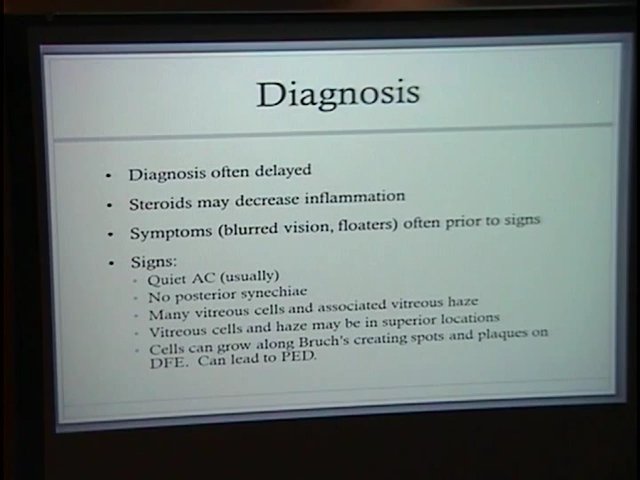 Diagnosis
• Diagnosis often delayed
• Steroids may decrease inflammation
• Symptoms (blurred vision, floaters) often prior to signs
• Signs:
• Quiet AC (usually)
• No posterior synechiae
• Many vitreous cells and associated vitreous haze
• Vitreous cells and haze may be in superior locations
• Cells can grow along Bruch's creating spots and plaques on
DFE. Can lead to PED.